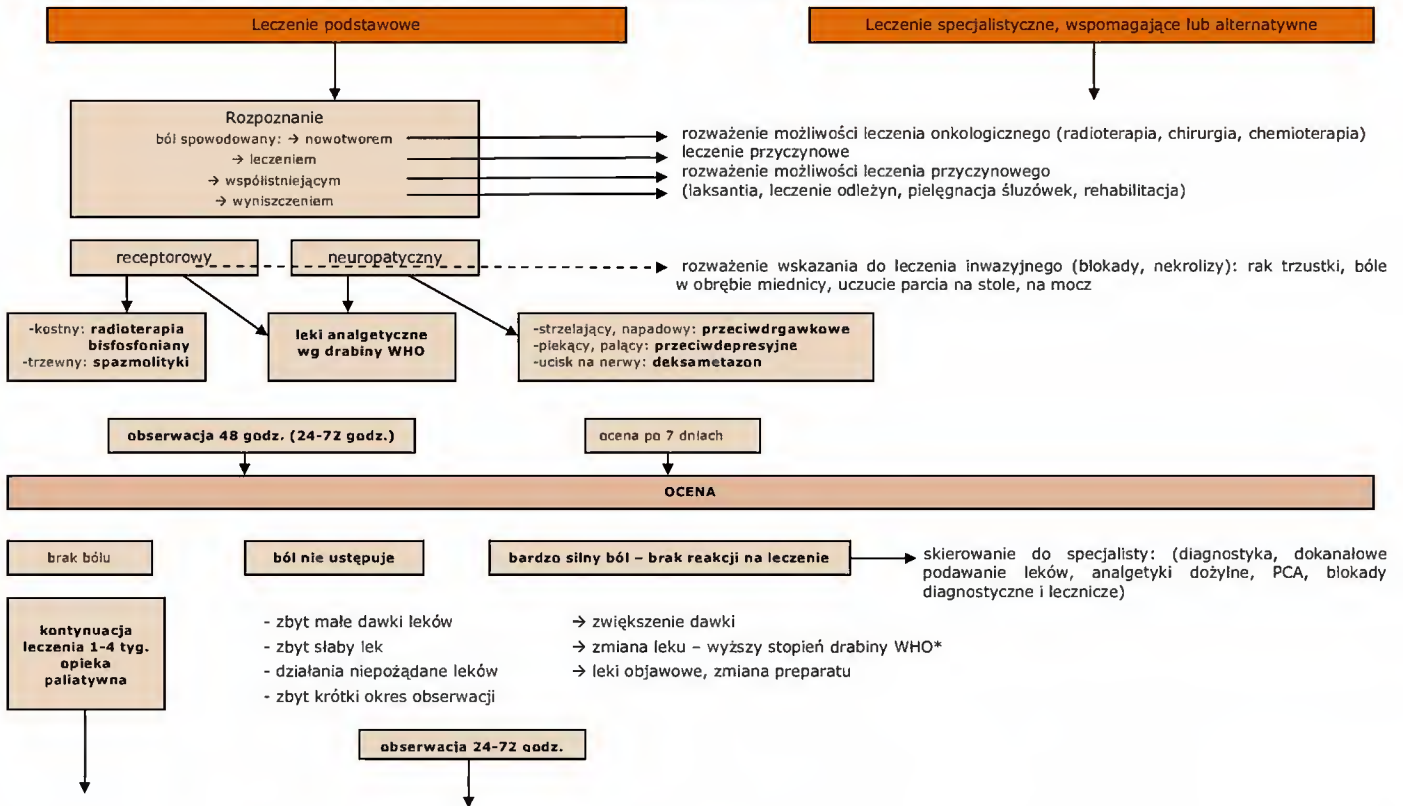 Leczenie podstawowe
Leczenie specjalistyczne, wspomagające lub alternatywne
Rozpoznanie
ból spowodowany: → nowotworem
→ leczeniem
→ współistniejącym
→ wyniszczeniem
rozważenie możliwości leczenia onkologicznego (radioterapia, chirurgia, chemioterapia)
leczenie przyczynowe
rozważenie możliwości leczenia przyczynowego
(laksantia, leczenie odleżyn, pielęgnacja śluzówek, rehabilitacja)
receptorowy
neuropatyczny
rozważenie wskazania do leczenia inwazyjnego (blokady, nekrolizy): rak trzustki, bóle
w obrębie miednicy, uczucie parcia na stole, na mocz
-kostny: radioterapia
bisfosfoniany
-trzewny: spazmolityki
leki analgetyczne
wg drabiny WHO
-strzelający, napadowy: przeciwdrgawkowe
-piekący, palący: przeciwdepresyjne
-ucisk na nerwy: deksametazon
obserwacja 48 godz. (24-72 godz.)
ocena po 7 dniach
OCENA
brak bólu
ból nie ustępuje
bardzo silny ból – brak reakcji na leczenie
skierowanie do specjalisty: (diagnostyka, dokanałowe
podawanie leków, analgetyki dożylne, PCA, blokady
diagnostyczne i lecznicze)
kontynuacja
leczenia 1-4 tyg.
opieka
paliatywna
- zbyt małe dawki leków
- zbyt słaby lek
- działania niepożądane leków
- zbyt krótki okres obserwacji
→ zwiększenie dawki
→ zmiana leku – wyższy stopień drabiny WHO*
→ leki objawowe, zmiana preparatu
obserwacja 24-72 godz.